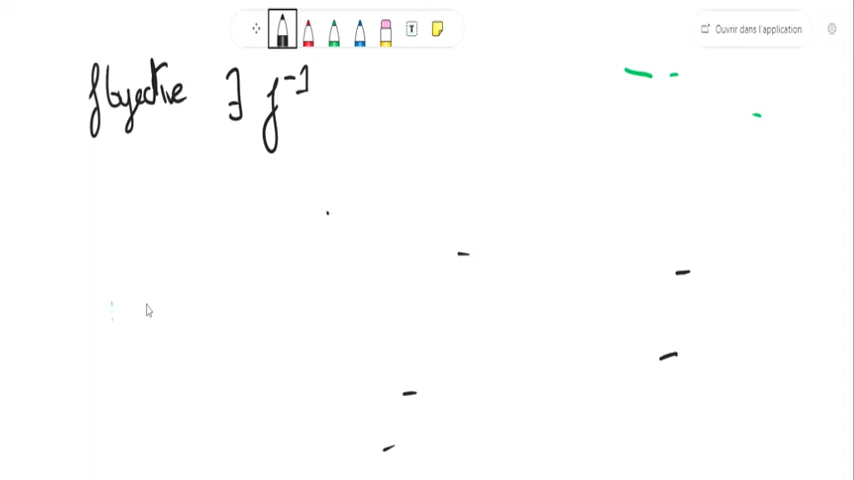 Ouvrir dans l'application
f bijective ∃ f⁻¹